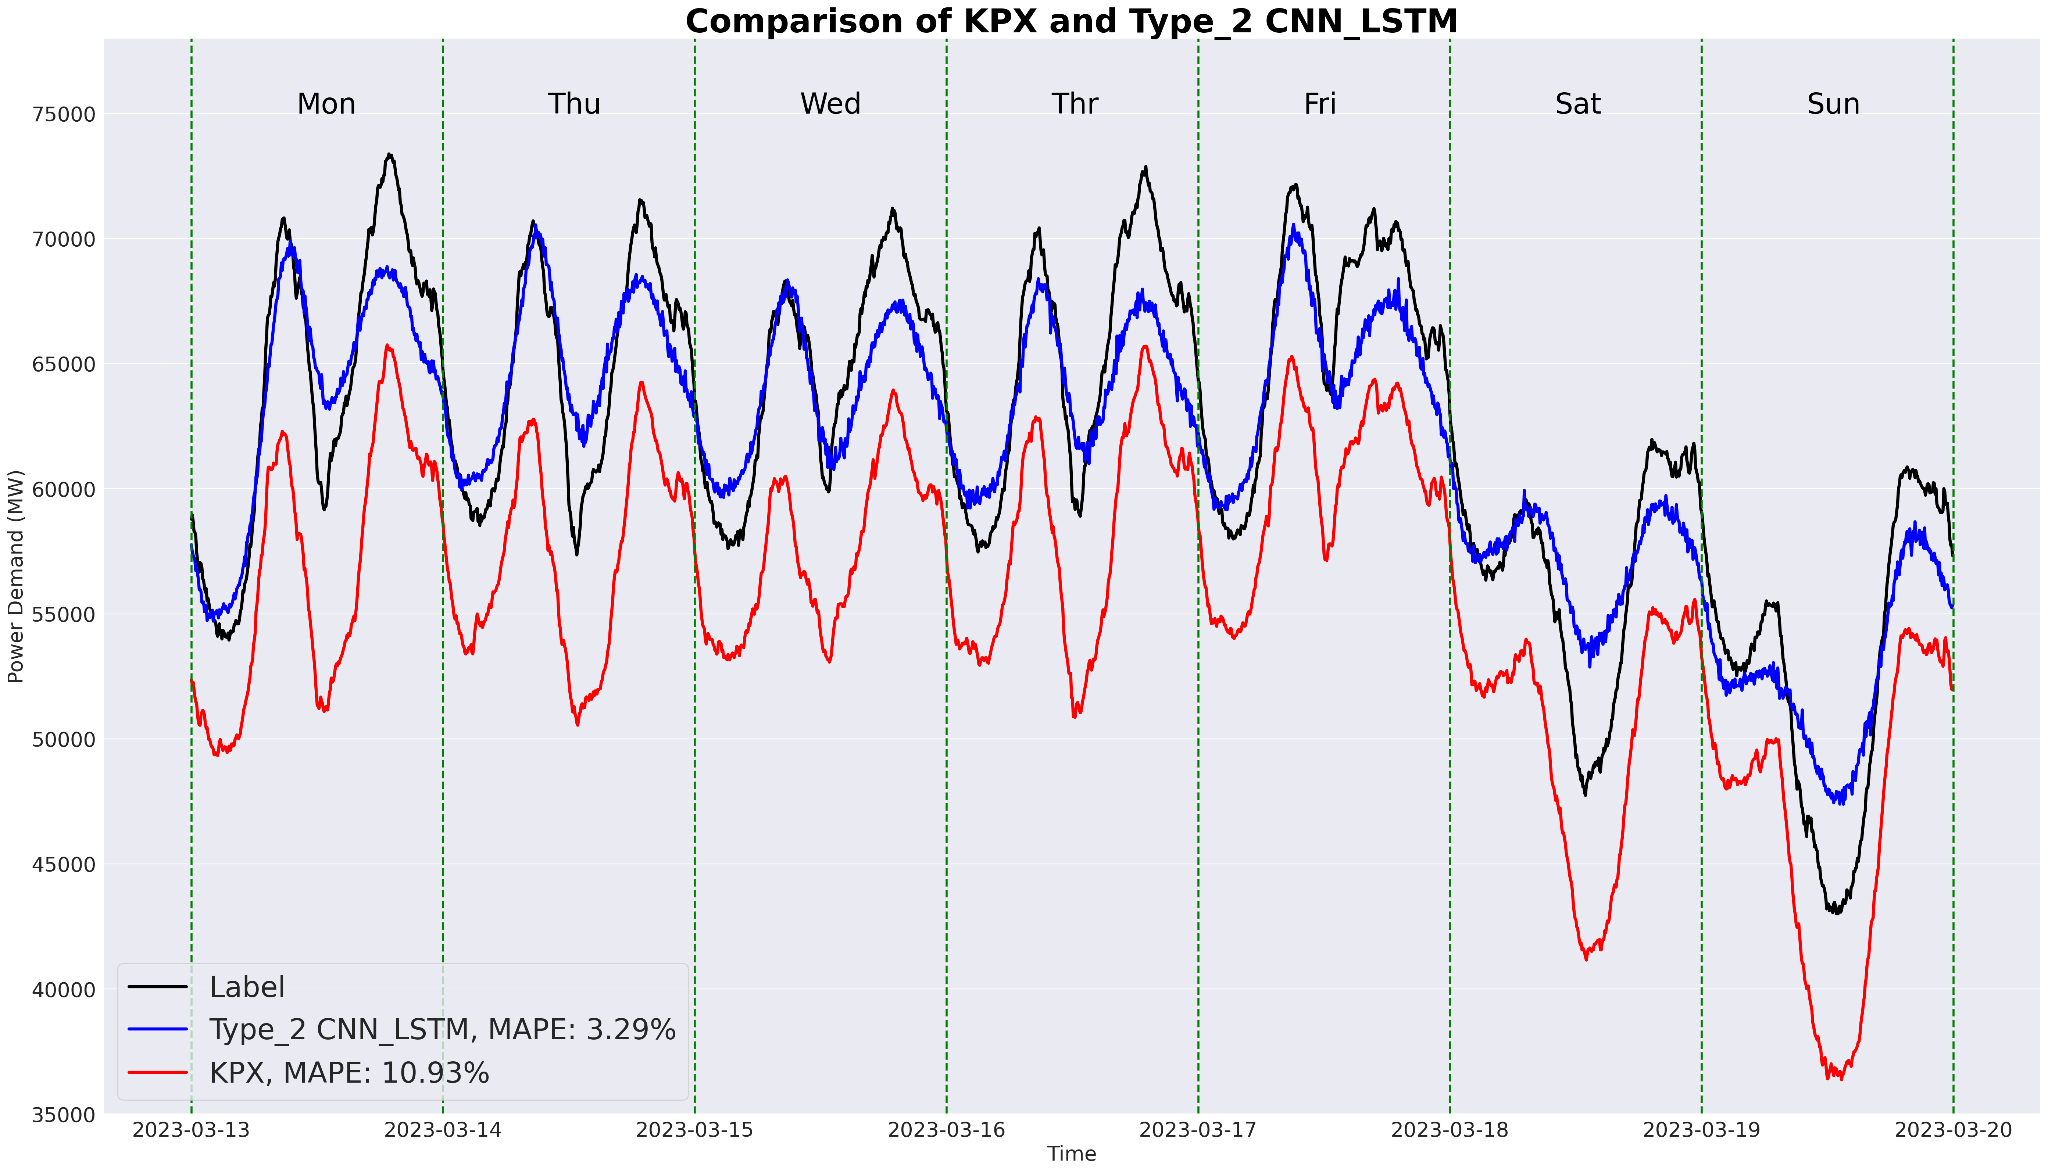 Comparison of KPX and Type_2 CNN_LSTM
Mon Thu Wed Thr Fri Sat Sun
Power Demand (MW)
75000
70000
65000
60000
55000
50000
45000
40000
35000
Label
Type_2 CNN_LSTM, MAPE: 3.29%
KPX, MAPE: 10.93%
2023-03-13 2023-03-14 2023-03-15 2023-03-16 2023-03-17 2023-03-18 2023-03-19 2023-03-20
Time